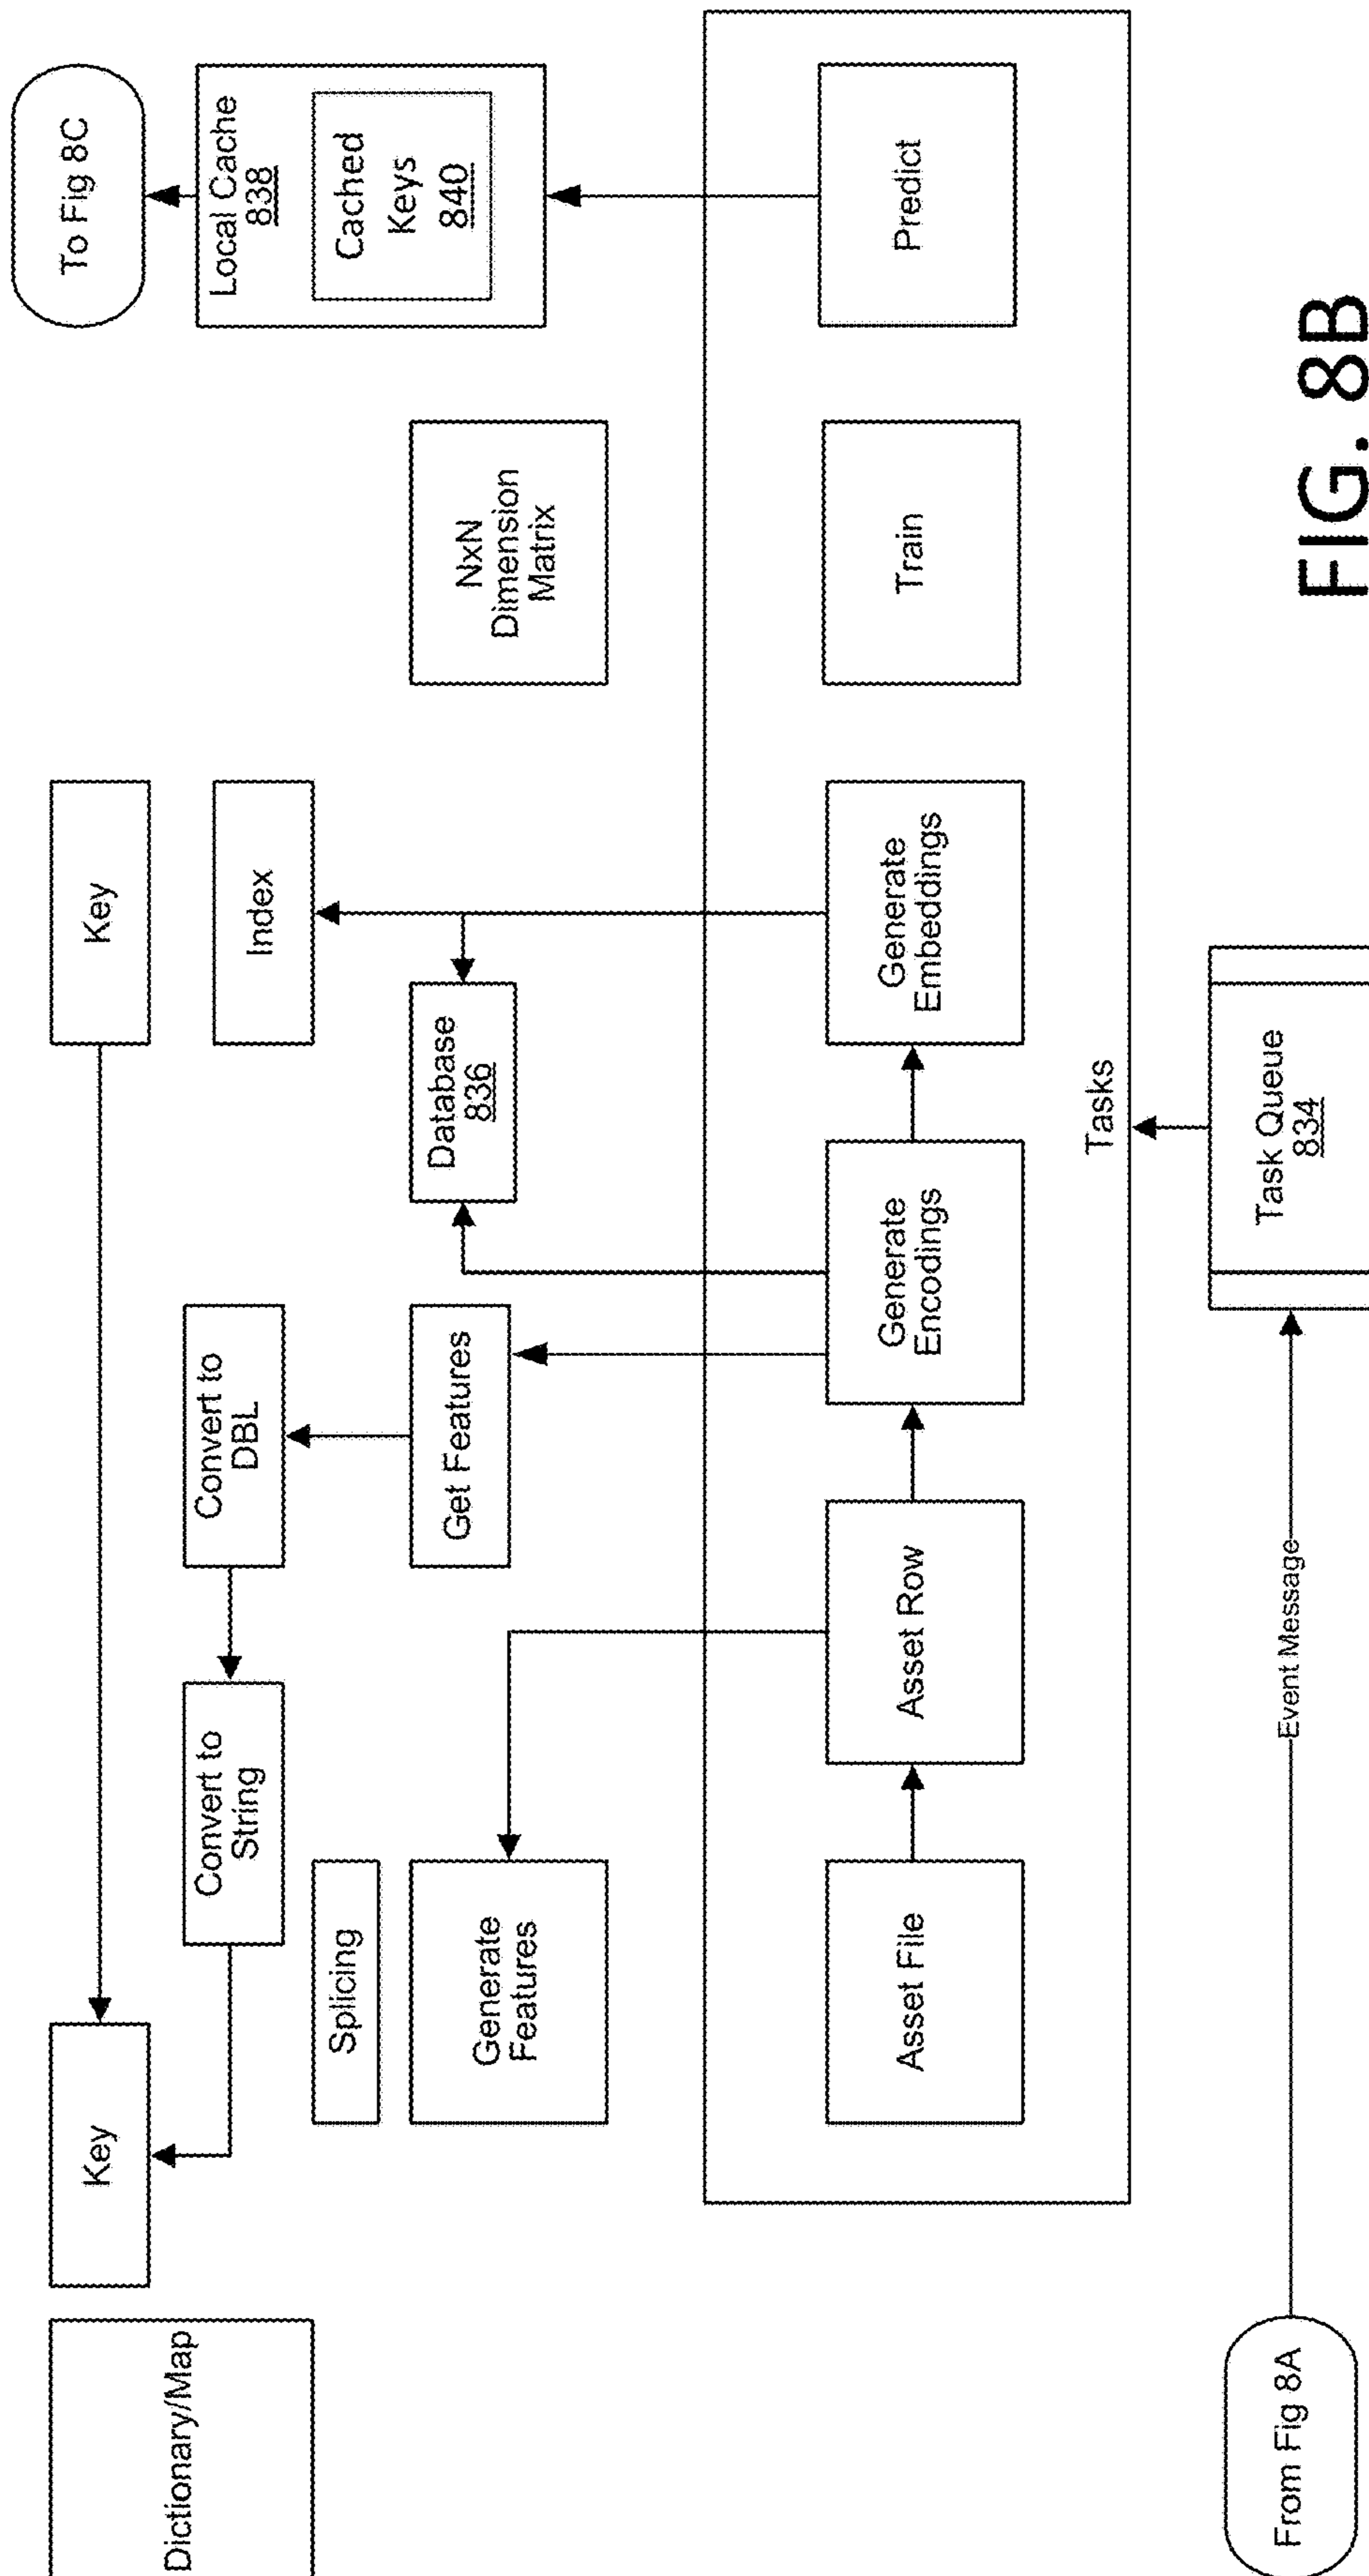 Dictionary/Map
Key
Key
Convert to
String
Convert to
DBL
Index
To Fig 8C
Local Cache
838
Cached
Keys
840
Splicing
Generate
Features
Get Features
Database
836
NxN
Dimension
Matrix
Asset File
Asset Row
Generate
Encodings
Generate
Embeddings
Train
Predict
Tasks
From Fig 8A
Event Message
Task Queue
834
FIG. 8B